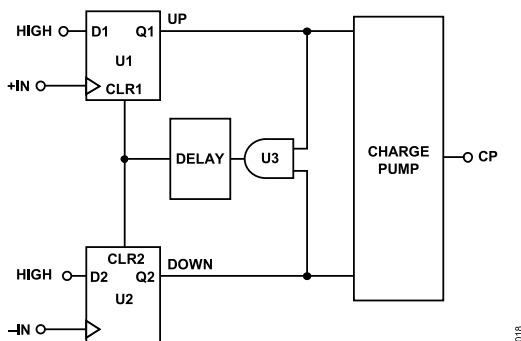 UP
HIGH
D1 Q1
U1
+IN
CLR1
DELAY
U3
CHARGE
PUMP
CP
CLR2
DOWN
HIGH
D2 Q2
U2
–IN
018